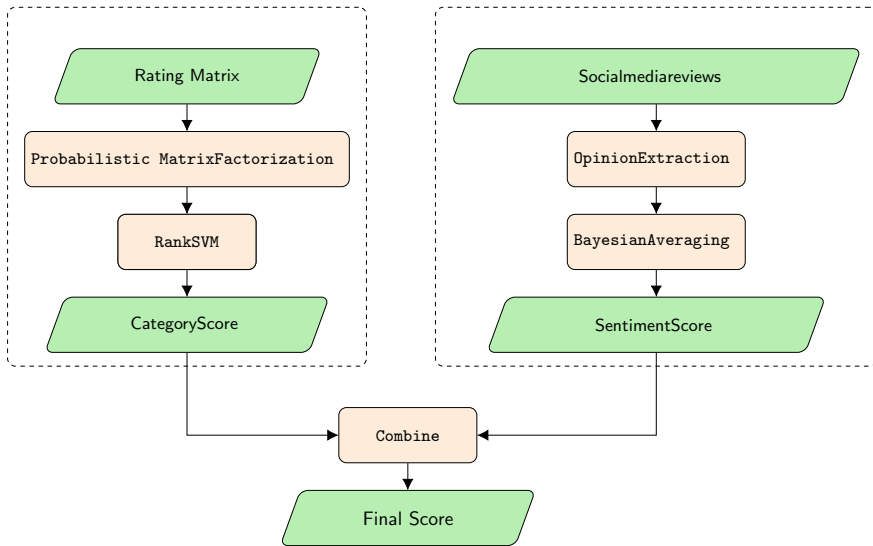 Rating Matrix
Probabilistic MatrixFactorization
RankSVM
CategoryScore
Socialmediareviews
OpinionExtraction
BayesianAveraging
SentimentScore
Combine
Final Score